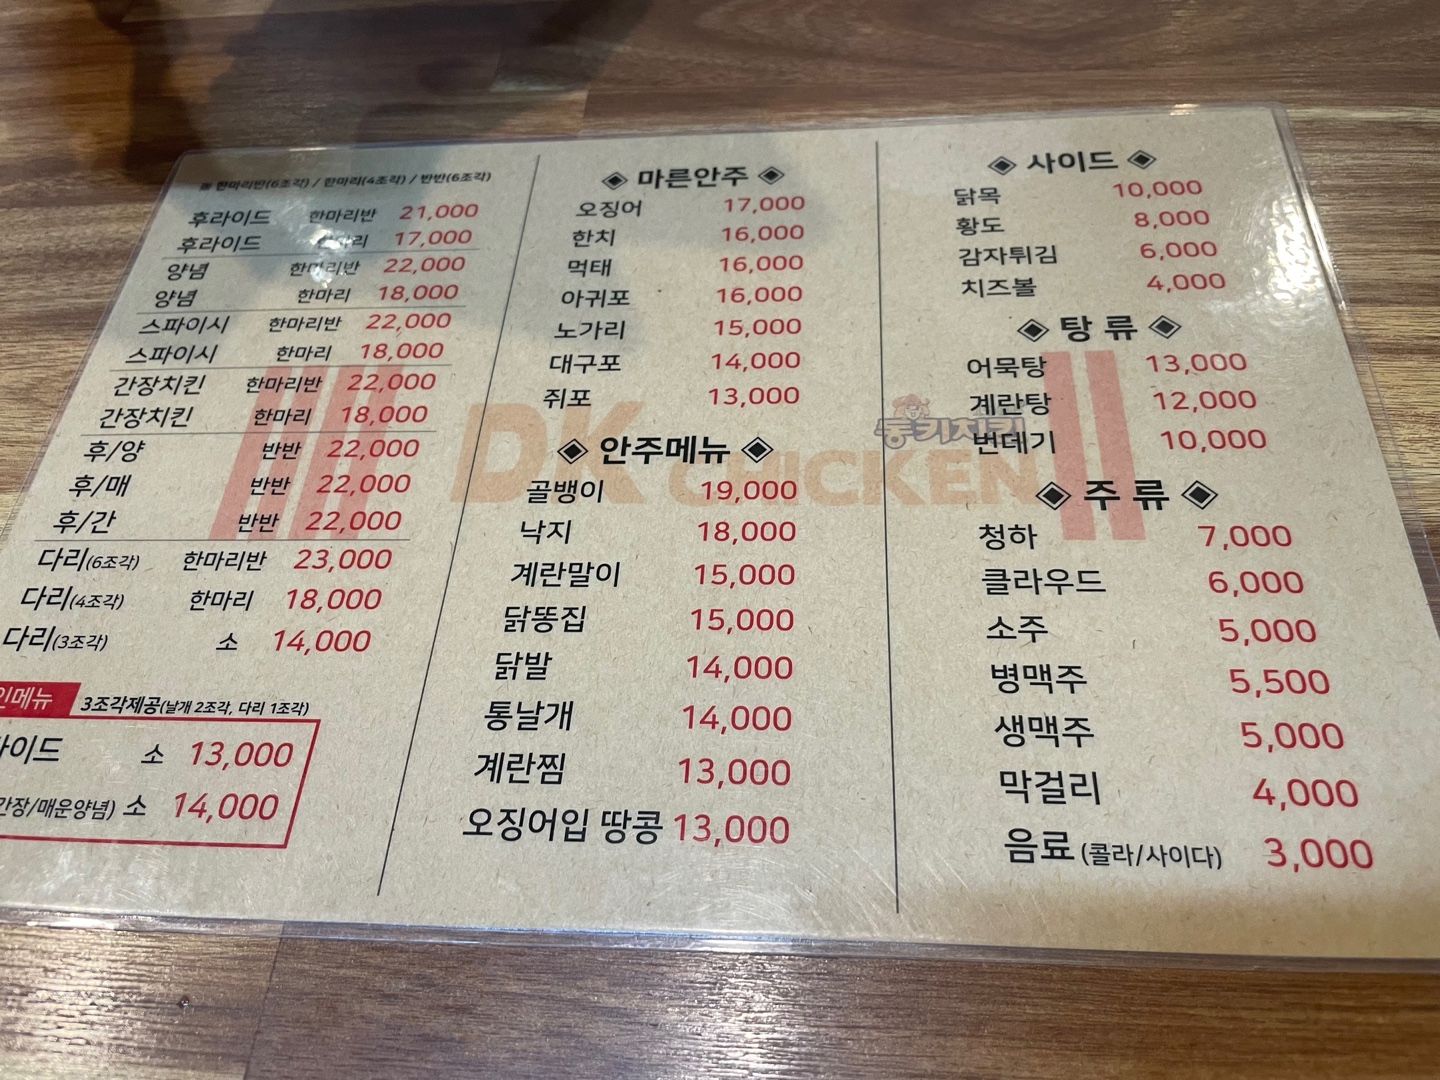 한마리반(6조각) / 한마리(4조각) / 반반(6조각)
후라이드 한마리반 21,000
후라이드 한마리 17,000
양념 한마리반 22,000
양념 한마리 18,000
스파이시 한마리반 22,000
스파이시 한마리 18,000
간장치킨 한마리반 22,000
간장치킨 한마리 18,000
후/양 반반 22,000
후/매 반반 22,000
후/간 반반 22,000
다리(6조각) 한마리반 23,000
다리(4조각) 한마리 18,000
다리(3조각) 소 14,000
인메뉴 3조각제공(날개 2조각, 다리 1조각)
라이드 소 13,000
간장/매운양념) 소 14,000
◈ 마른안주 ◈
오징어 17,000
한치 16,000
먹태 16,000
아귀포 16,000
노가리 15,000
대구포 14,000
쥐포 13,000
◈ 안주메뉴 ◈
골뱅이 19,000
낙지 18,000
계란말이 15,000
닭똥집 15,000
닭발 14,000
통날개 14,000
계란찜 13,000
오징어입 땅콩 13,000
◈ 사이드 ◈
닭목 10,000
황도 8,000
감자튀김 6,000
치즈볼 4,000
◈ 탕 류 ◈
어묵탕 13,000
계란탕 12,000
번데기 10,000
◈ 주 류 ◈
청하 7,000
클라우드 6,000
소주 5,000
병맥주 5,500
생맥주 5,000
막걸리 4,000
음료 (콜라/사이다) 3,000
DK CHICKEN
동키치킨